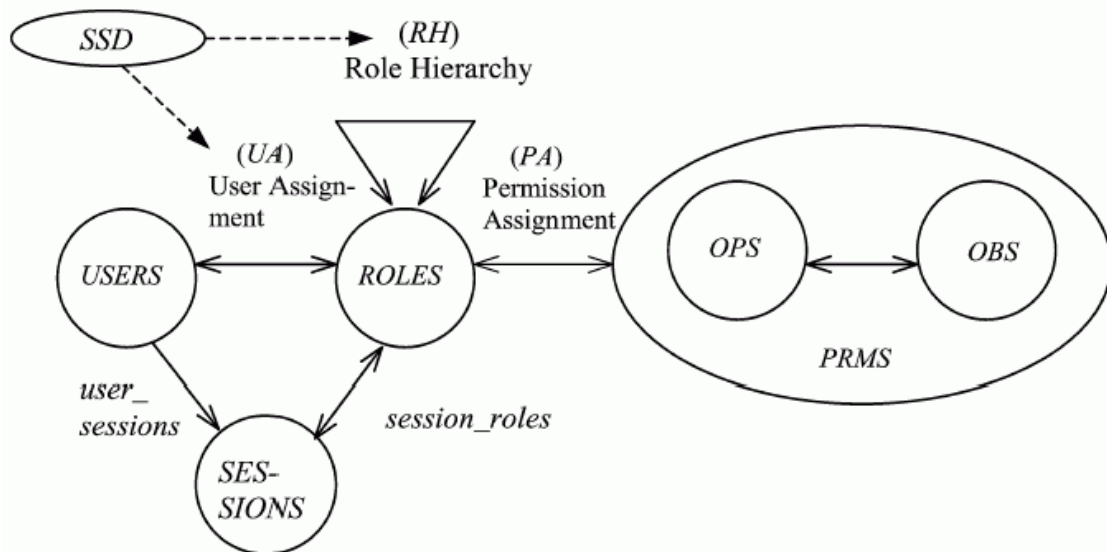 SSD
(RH)
Role Hierarchy
(UA)
User Assign-
ment
(PA)
Permission
Assignment
USERS
ROLES
OPS
OBS
PRMS
user_
sessions
session_roles
SES-
SIONS